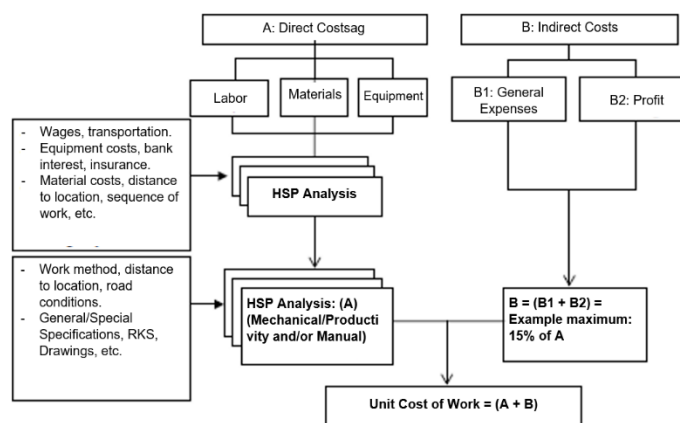 A: Direct Costsag
B: Indirect Costs
Labor
Materials
Equipment
B1: General
Expenses
B2: Profit
- Wages, transportation.
- Equipment costs, bank
interest, insurance.
- Material costs, distance
to location, sequence of
work, etc.
HSP Analysis
- Work method, distance
to location, road
conditions.
- General/Special
Specifications, RKS,
Drawings, etc.
HSP Analysis: (A)
(Mechanical/Producti
vity and/or Manual)
B = (B1 + B2) =
Example maximum:
15% of A
Unit Cost of Work = (A + B)